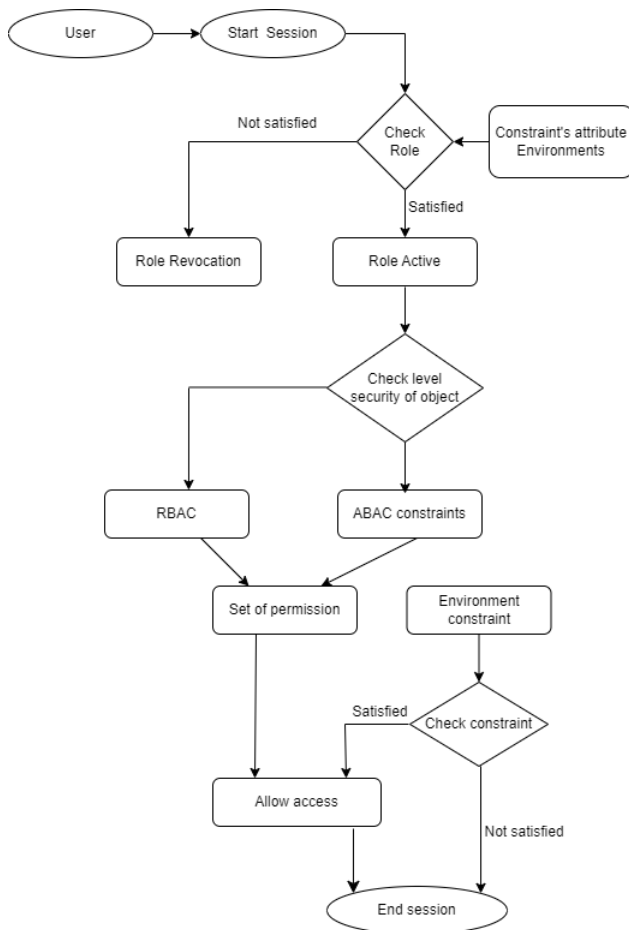 User
Start Session
Not satisfied
Check
Role
Constraint's attribute
Environments
Satisfied
Role Revocation
Role Active
Check level
security of object
RBAC
ABAC constraints
Set of permission
Environment
constraint
Satisfied
Check constraint
Allow access
Not satisfied
End session